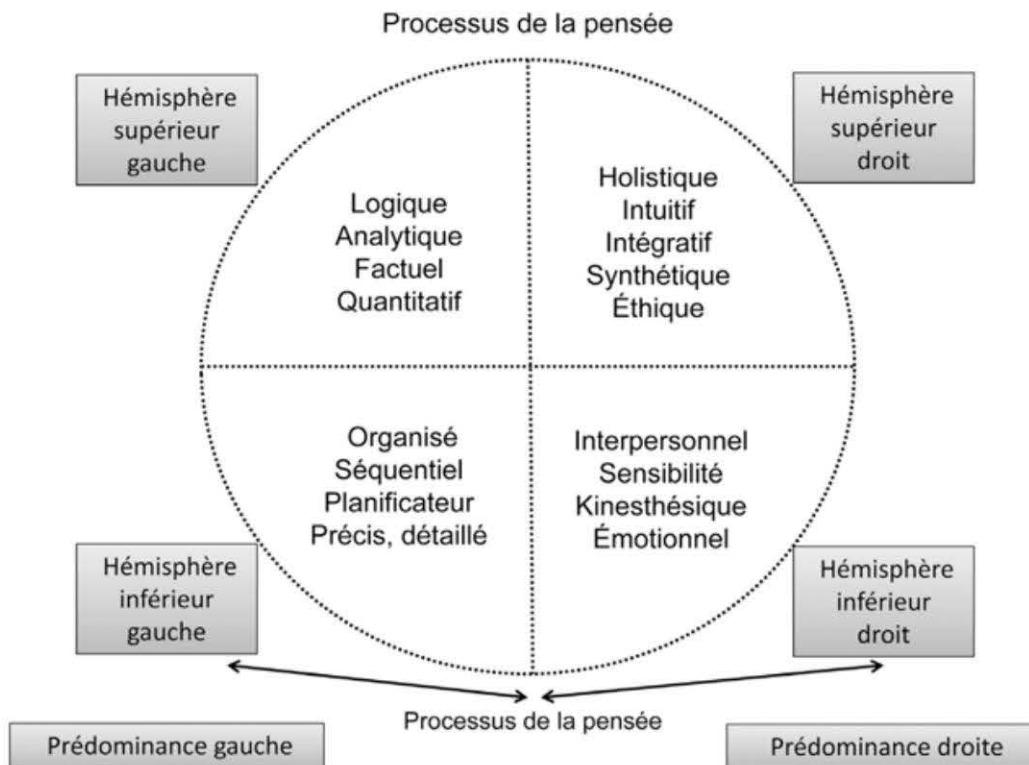 Processus de la pensée
Hémisphère
supérieur
gauche
Hémisphère
supérieur
droit
Logique
Analytique
Factuel
Quantitatif
Holistique
Intuitif
Intégratif
Synthétique
Éthique
Organisé
Séquentiel
Planificateur
Précis, détaillé
Interpersonnel
Sensibilité
Kinesthésique
Émotionnel
Hémisphère
inférieur
gauche
Hémisphère
inférieur
droit
Processus de la pensée
Prédominance gauche
Prédominance droite